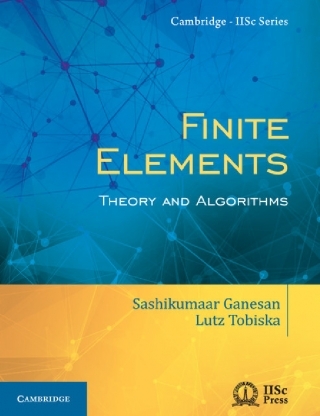 Cambridge - IISc Series
FINITE
ELEMENTS
THEORY AND ALGORITHMS
Sashikumaar Ganesan
Lutz Tobiska
CAMBRIDGE
IISc
Press